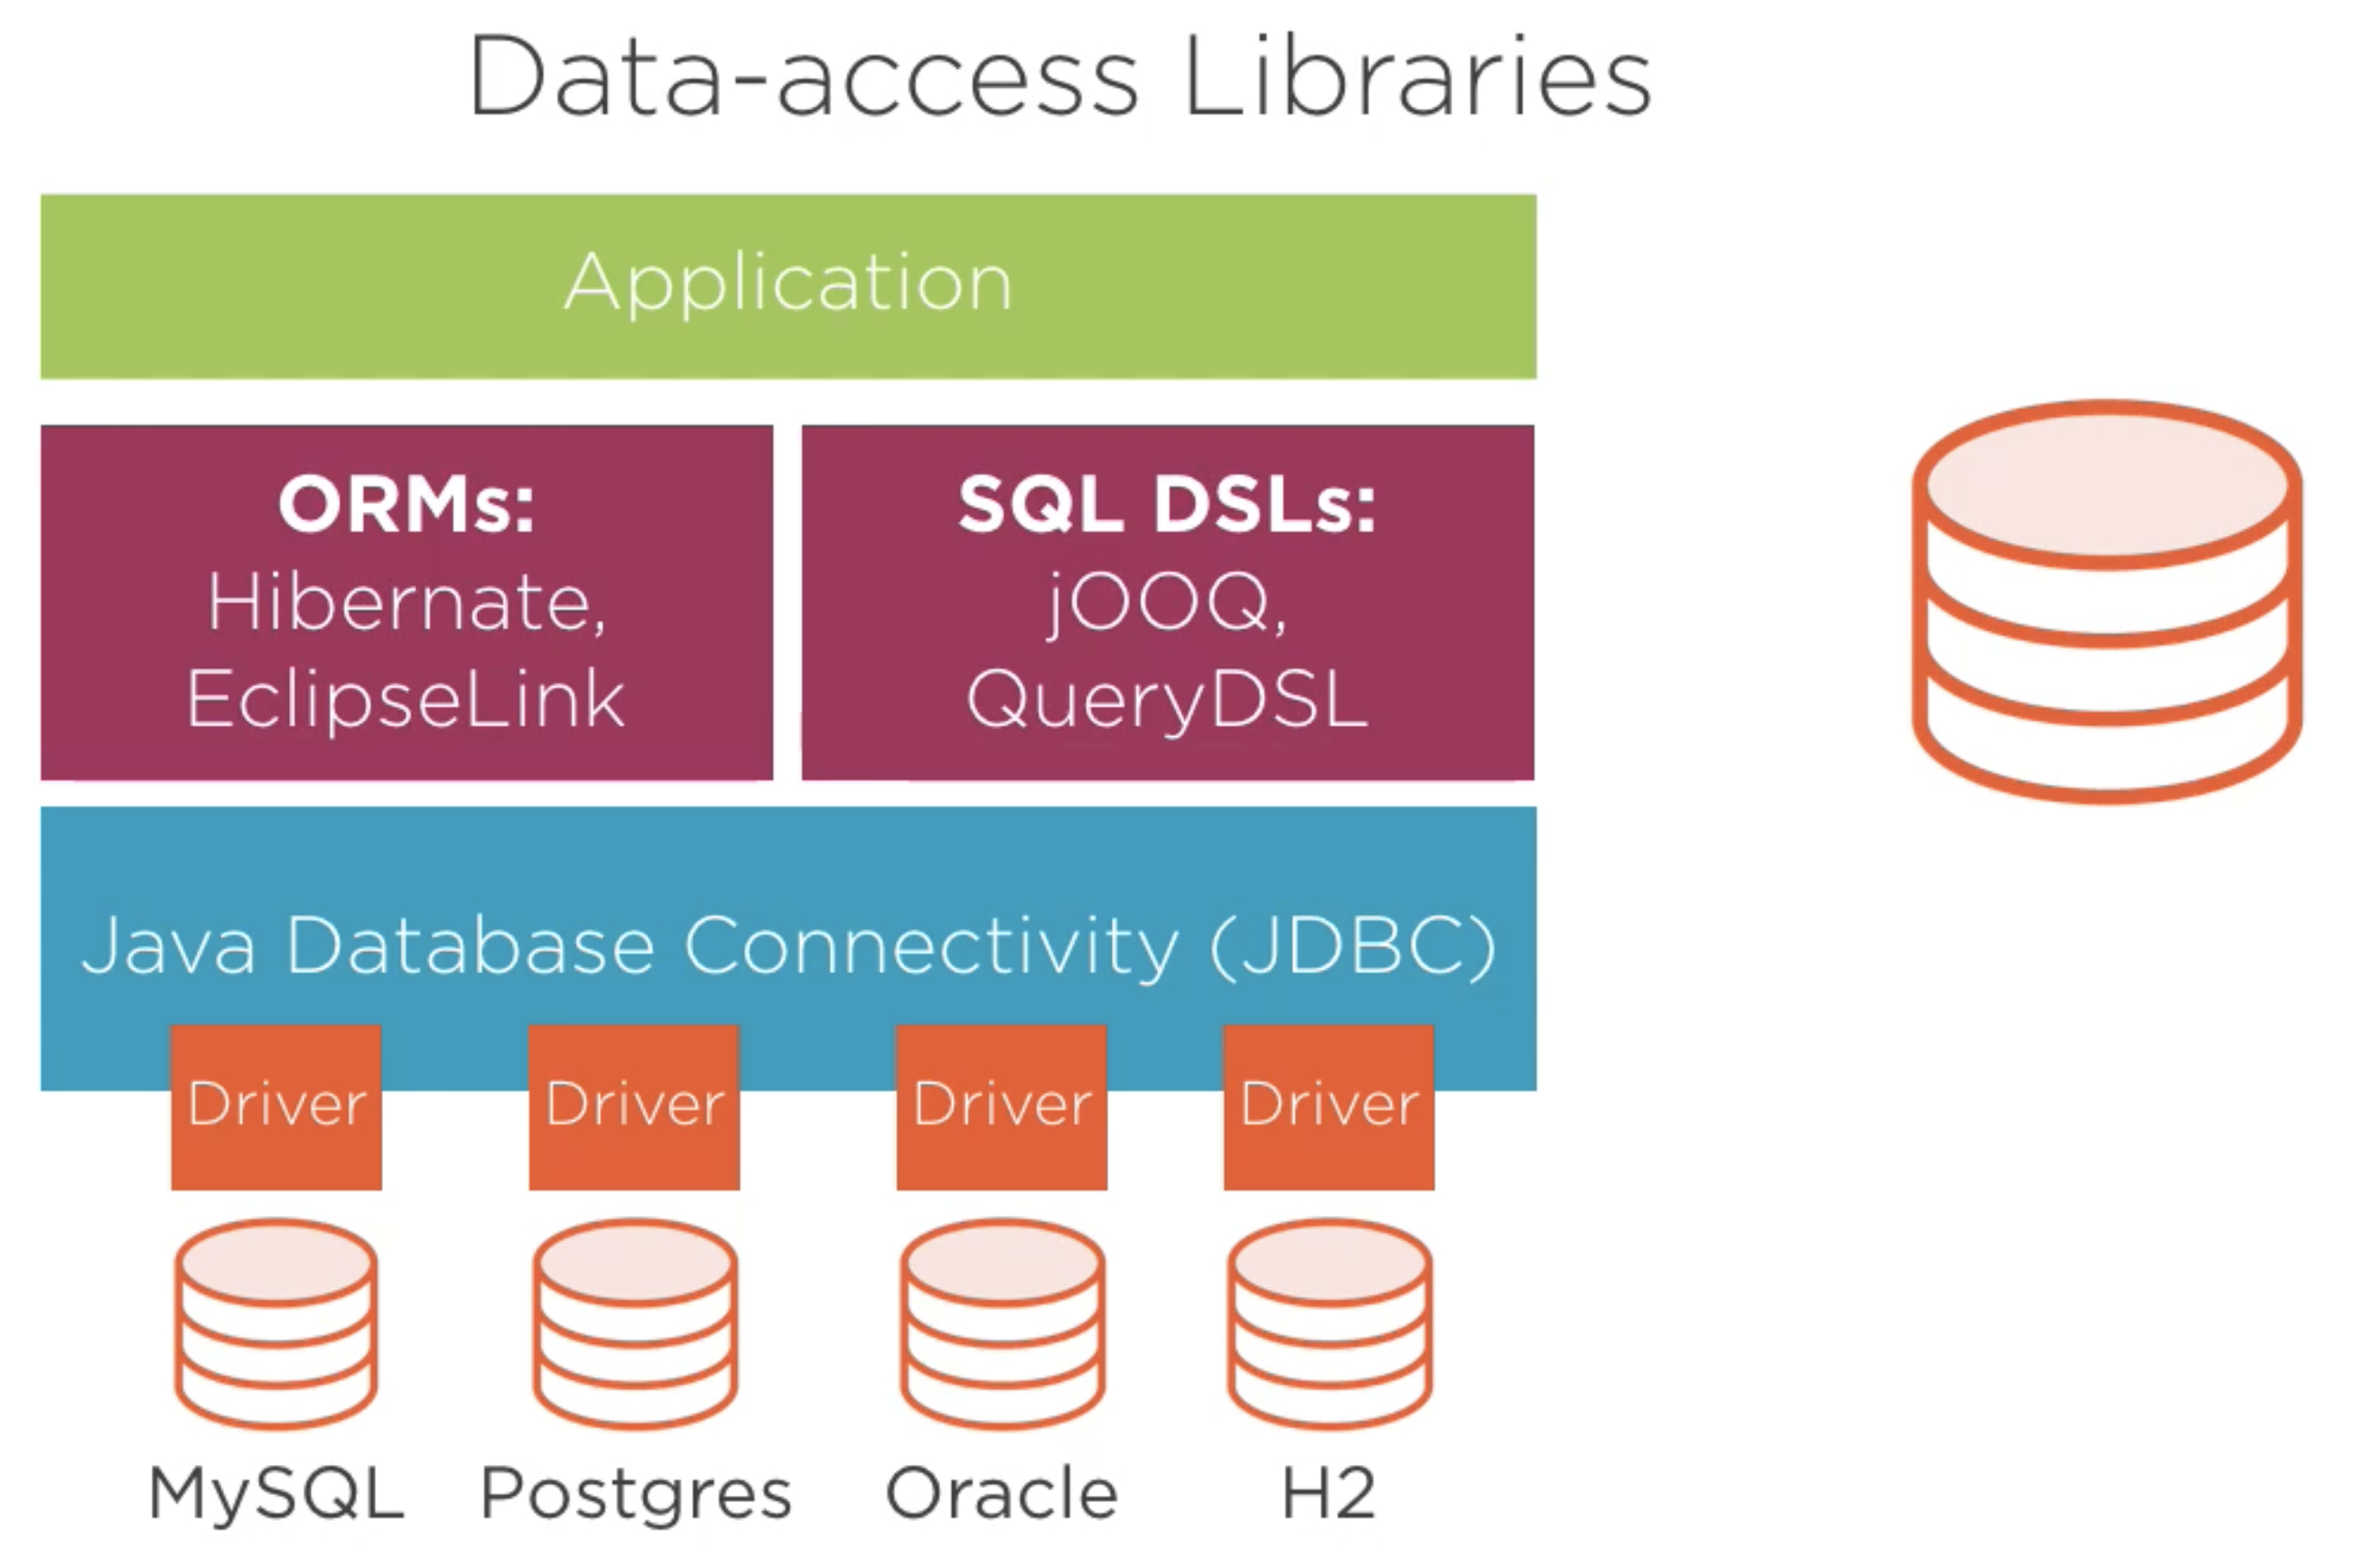 Data-access Libraries
Application
ORMs:
Hibernate,
EclipseLink
SQL DSLs:
jOOQ,
QueryDSL
Java Database Connectivity (JDBC)
Driver
Driver
Driver
Driver
MySQL
Postgres
Oracle
H2